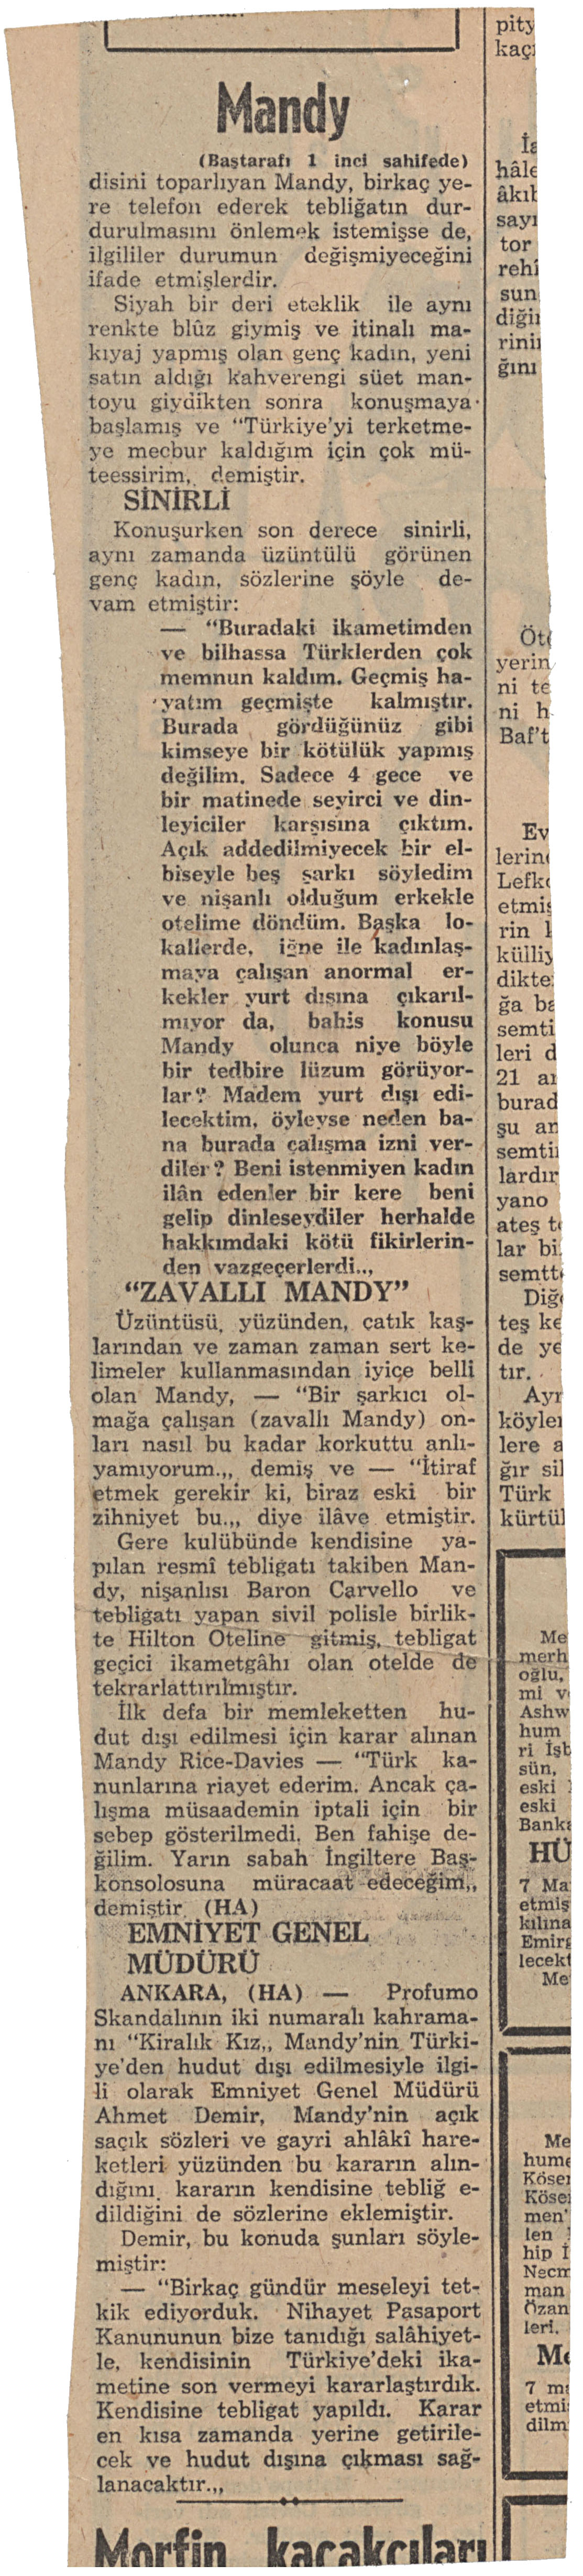 Mandy
(Baştarafı 1 inci sahifede)
disini toparlıyan Mandy, birkaç ye-
re telefon ederek tebliğatın dur-
durulmasını önlemek istemişse de,
ilgililer durumun değişmiyeceğini
ifade etmişlerdir.
Siyah bir deri eteklik ile aynı
renkte blûz giymiş ve itinalı ma-
kıyaj yapmış olan genç kadın, yeni
satın aldığı kahverengi süet man-
toyu giydikten sonra konuşmaya
başlamış ve "Türkiye'yi terketme-
ye mecbur kaldığım için çok mü-
teessirim,, demiştir.
SİNİRLİ
Konuşurken son derece sinirli,
aynı zamanda üzüntülü görünen
genç kadın, sözlerine şöyle de-
vam etmiştir:
— "Buradaki ikametimden
ve bilhassa Türklerden çok
memnun kaldım. Geçmiş ha-
yatım geçmişte kalmıştır.
Burada gördüğünüz gibi
kimseye bir kötülük yapmış
değilim. Sadece 4 gece ve
bir matinede seyirci ve din-
leyiciler karşısına çıktım.
Açık addedilmiyecek bir el-
biseyle beş şarkı söyledim
ve nişanlı olduğum erkekle
otelime döndüm. Başka lo-
kallerde, iğne ile kadınlaş-
maya çalışan anormal er-
kekler yurt dışına çıkarıl-
mıyor da, bahis konusu
Mandy olunca niye böyle
bir tedbire lüzum görüyor-
lar? Madem yurt dışı edi-
lecektim, öyleyse neden ba-
na burada çalışma izni ver-
diler? Beni istenmiyen kadın
ilân edenler bir kere beni
gelip dinleseydiler herhalde
hakkımdaki kötü fikirlerin-
den vazgeçerlerdi..,
"ZAVALLI MANDY"
Üzüntüsü, yüzünden, çatık kaş-
larından ve zaman zaman sert ke-
limeler kullanmasından iyiçe belli
olan Mandy, — "Bir şarkıcı ol-
mağa çalışan (zavallı Mandy) on-
ları nasıl bu kadar korkuttu anlı-
yamıyorum.,, demiş ve — "İtiraf
etmek gerekir ki, biraz eski bir
zihniyet bu.,, diye ilâve etmiştir.
Gere kulübünde kendisine ya-
pılan resmî tebligatı takiben Man-
dy, nişanlısı Baron Carvello ve
tebliğatı yapan sivil polisle birlik-
te Hilton Oteline gitmiş, tebligat
geçici ikametgâhı olan otelde de
tekrarlattırılmıştır.
İlk defa bir memleketten hu-
dut dışı edilmesi için karar alınan
Mandy Rice-Davies — "Türk ka-
nunlarına riayet ederim. Ancak ça-
lışma müsaademin iptali için bir
sebep gösterilmedi. Ben fahişe de-
ğilim. Yarın sabah İngiltere Baş-
konsolosuna müracaat edeceğim,,
demiştir. (HA)
EMNİYET GENEL
MÜDÜRÜ
ANKARA, (HA) — Profumo
Skandalının iki numaralı kahrama-
nı "Kiralık Kız,, Mandy'nin Türki-
ye'den hudut dışı edilmesiyle ilgi-
li olarak Emniyet Genel Müdürü
Ahmet Demir, Mandy'nin açık
saçık sözleri ve gayri ahlâkî hare-
ketleri yüzünden bu kararın alın-
dığını, kararın kendisine tebliğ e-
dildiğini de sözlerine eklemiştir.
Demir, bu konuda şunları söyle-
miştir:
— "Birkaç gündür meseleyi tet-
kik ediyorduk. Nihayet Pasaport
Kanununun bize tanıdığı salâhiyet-
le, kendisinin Türkiye'deki ika-
metine son vermeyi kararlaştırdık.
Kendisine tebligat yapıldı. Karar
en kısa zamanda yerine getirile-
cek ve hudut dışına çıkması sağ-
lanacaktır.,,
Morfin kaçakçıları